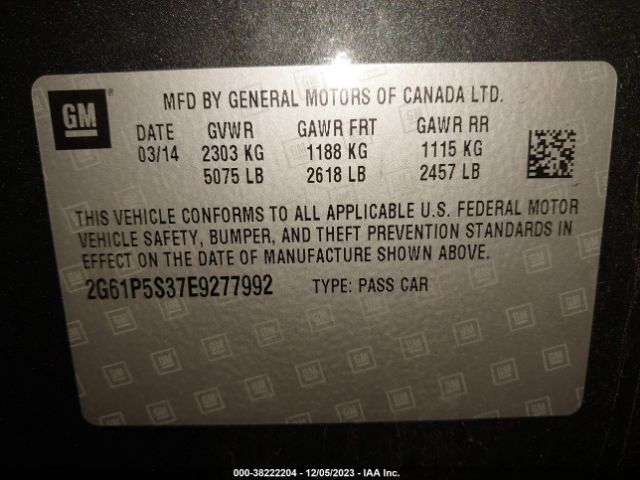 GM
MFD BY GENERAL MOTORS OF CANADA LTD.
DATE GVWR GAWR FRT GAWR RR
03/14 2303 KG 1188 KG 1115 KG
5075 LB 2618 LB 2457 LB
THIS VEHICLE CONFORMS TO ALL APPLICABLE U.S. FEDERAL MOTOR
VEHICLE SAFETY, BUMPER, AND THEFT PREVENTION STANDARDS IN
EFFECT ON THE DATE OF MANUFACTURE SHOWN ABOVE.
2G61P5S37E9277992 TYPE: PASS CAR
000-38222204 - 12/05/2023 - IAA Inc.